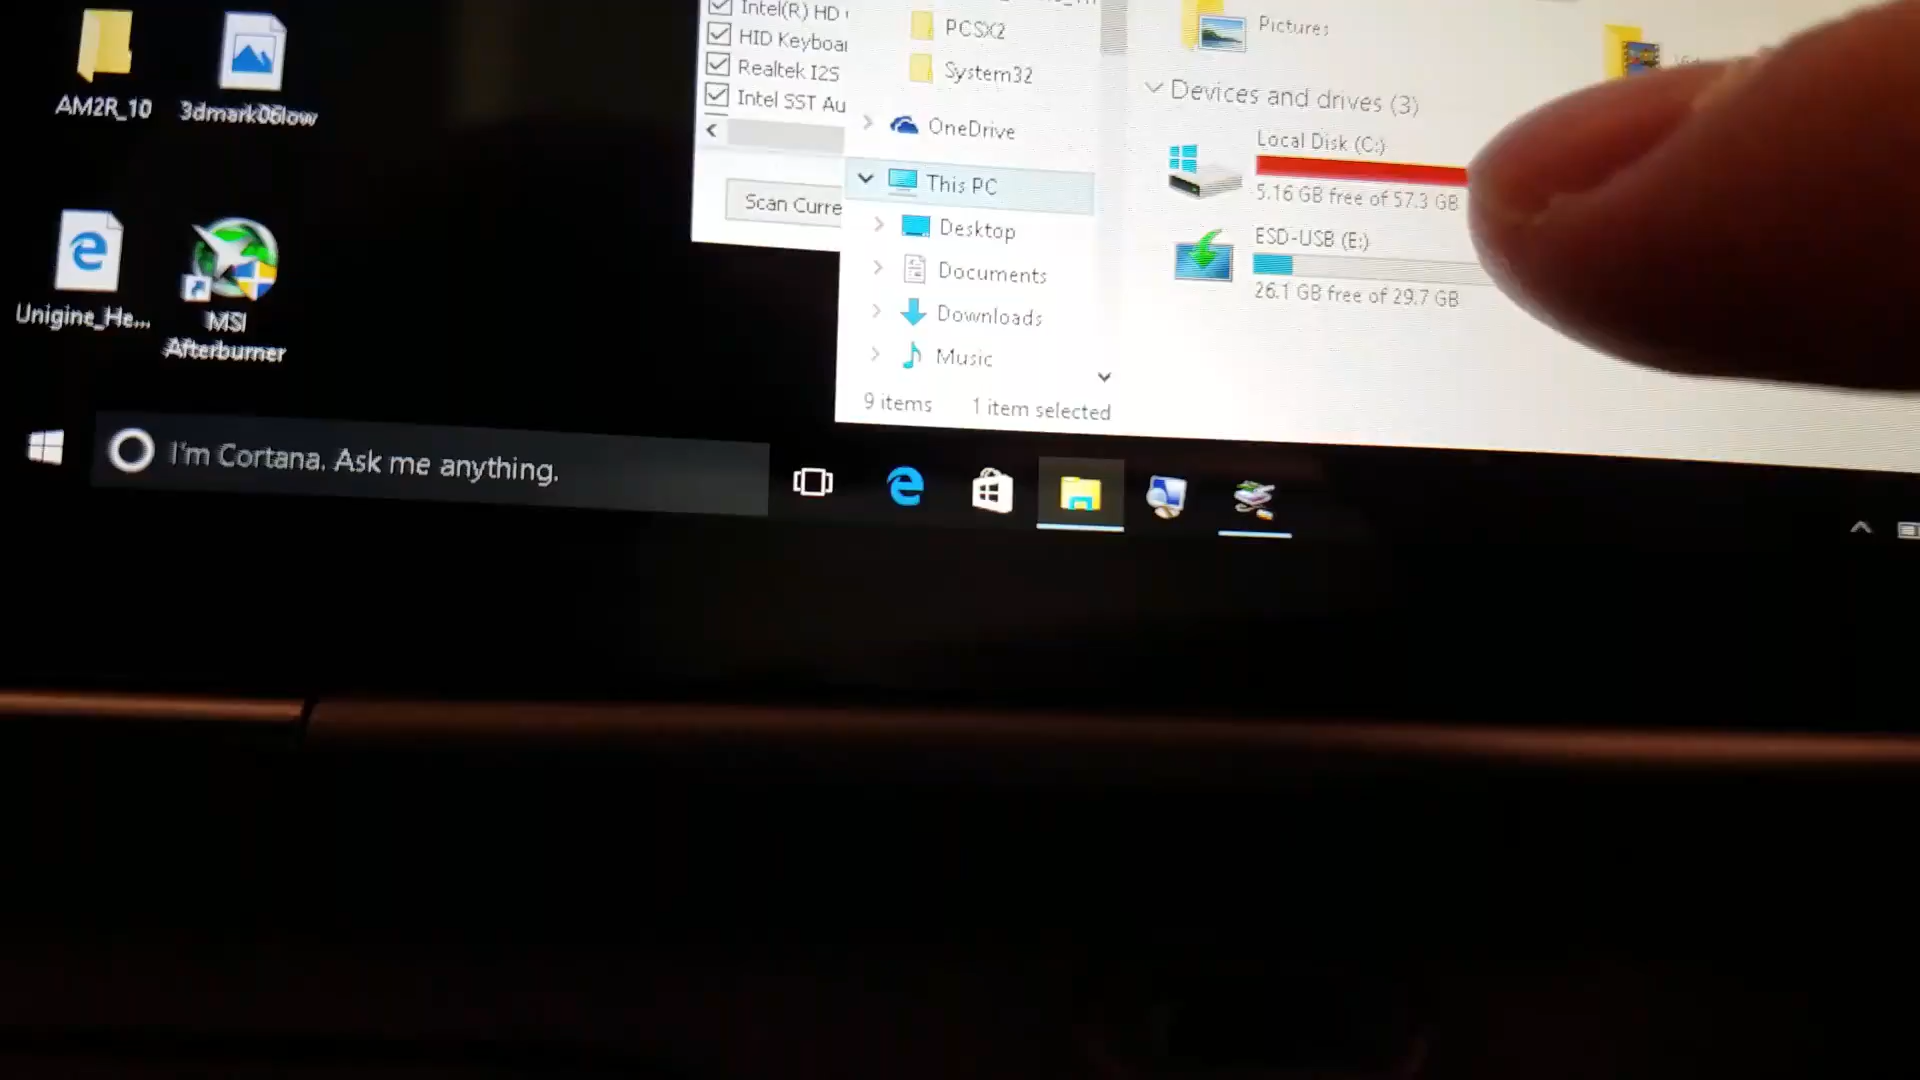 AM2R_10
3dmark06low
Unigine_He...
MSI
Afterburner
Intel(R) HD
HID Keyboar
Realtek I2S
Intel SST Au
Scan Curre
PCSX2
System32
OneDrive
This PC
Desktop
Documents
Downloads
Music
9 items
1 item selected
Pictures
Devices and drives (3)
Local Disk (C:)
5.16 GB free of 57.3 GB
ESD-USB (E:)
26.1 GB free of 29.7 GB
I'm Cortana. Ask me anything.